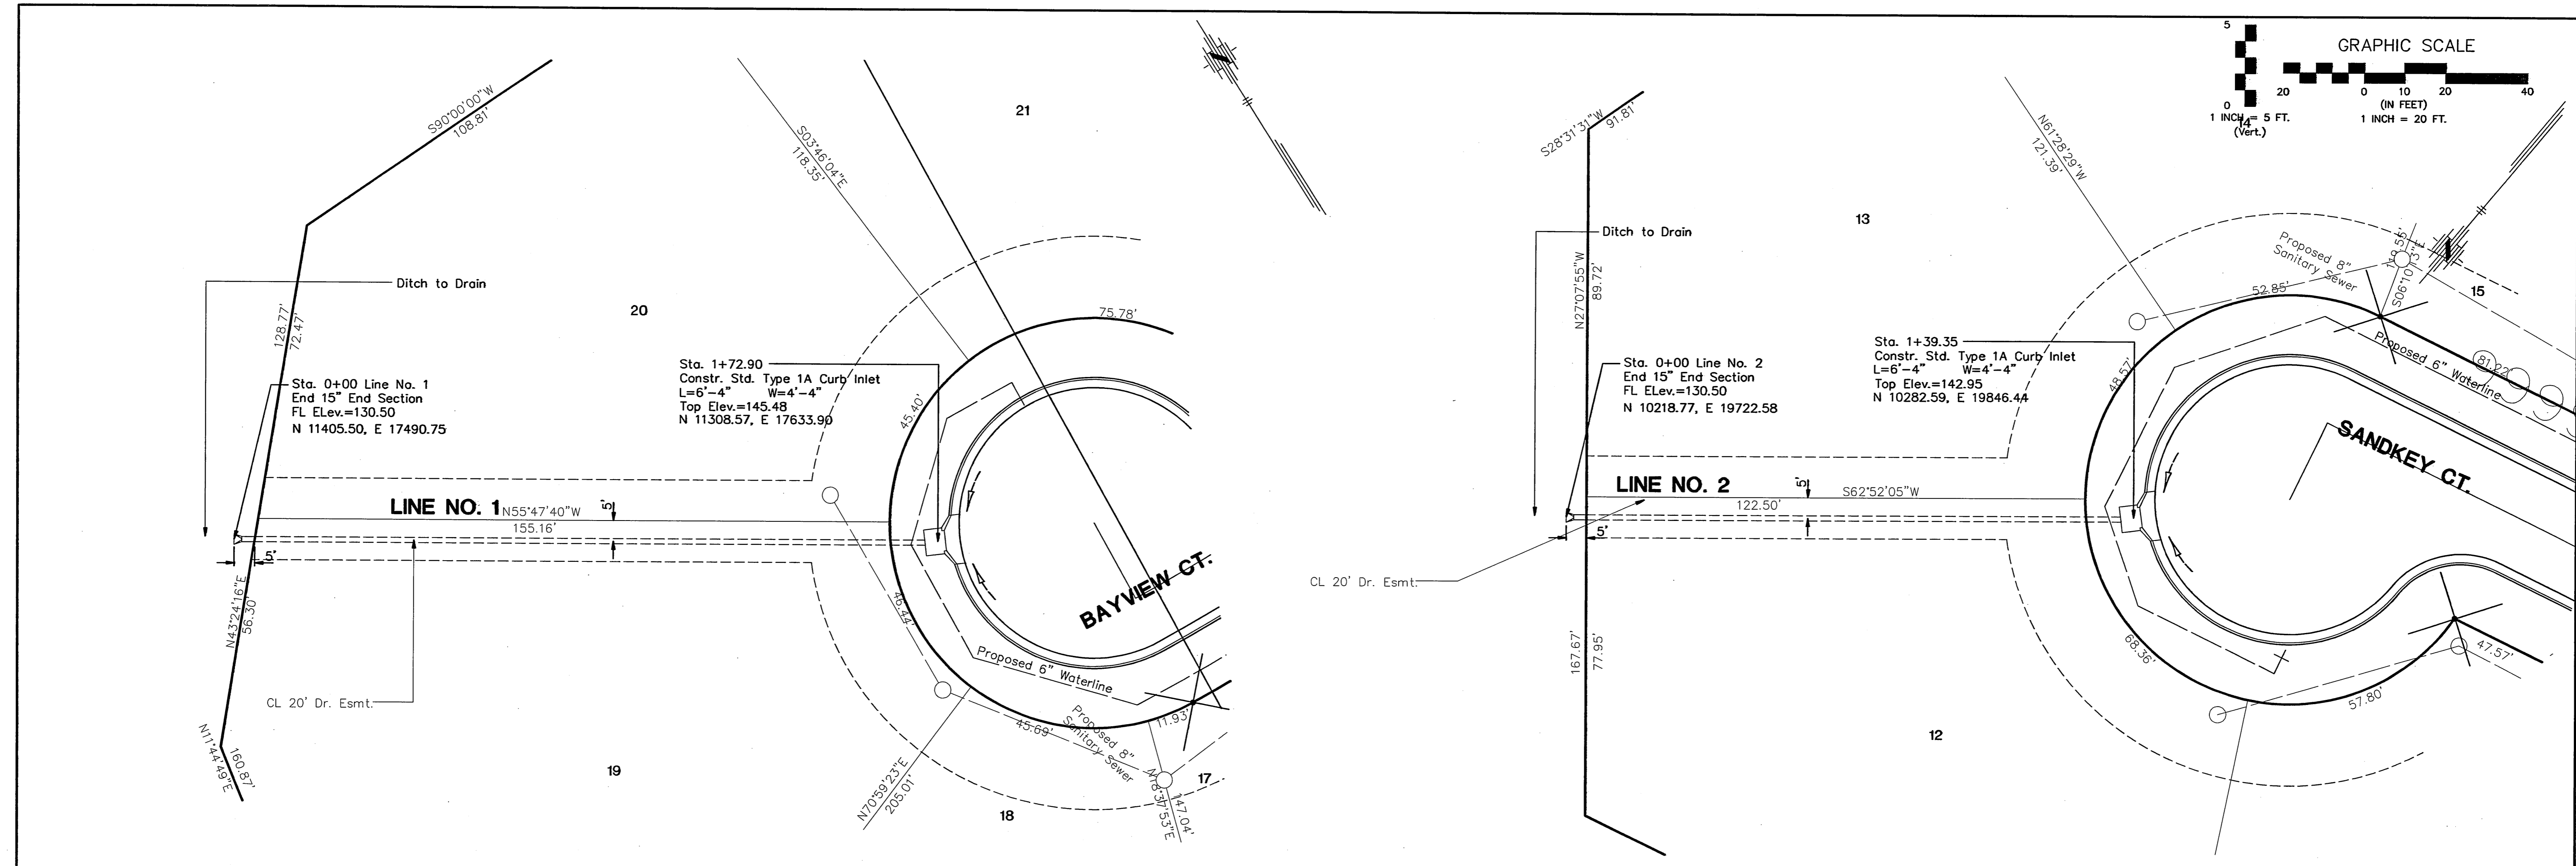 5
0
1 INCH = 5 FT.
(Vert.)
14
GRAPHIC SCALE
20 0 10 20 40
(IN FEET)
1 INCH = 20 FT.
S90°00'00"W
108.81'
S03°46'04"E
118.35'
21
Ditch to Drain
128.77'
72.47'
20
75.78'
Sta. 0+00 Line No. 1
End 15" End Section
FL ELev.=130.50
N 11405.50, E 17490.75
Sta. 1+72.90
Constr. Std. Type 1A Curb Inlet
L=6'-4" W=4'-4"
Top Elev.=145.48
N 11308.57, E 17633.90
45.40'
LINE NO. 1
N55°47'40"W
155.16'
5'
5'
N43°24'16"E
56.30'
46.44'
BAYVIEW CT.
Proposed 6" Waterline
CL 20' Dr. Esmt.
N11°44'49"E
160.87'
19
45.69'
11.93'
Proposed 8"
Sanitary Sewer
N70°59'23"E
205.01'
18
17
N18°37'53"E
147.04'
S28°31'31"W
91.81'
N61°28'29"W
121.39'
13
Ditch to Drain
N27°07'55"W
89.72'
Proposed 8"
Sanitary Sewer
S06°10'13"E
15
52.85'
Sta. 0+00 Line No. 2
End 15" End Section
FL ELev.=130.50
N 10218.77, E 19722.58
Sta. 1+39.35
Constr. Std. Type 1A Curb Inlet
L=6'-4" W=4'-4"
Top Elev.=142.95
N 10282.59, E 19846.44
48.57'
Proposed 6" Waterline
81.22'
SANDKEY CT.
LINE NO. 2
S62°52'05"W
122.50'
5'
5'
CL 20' Dr. Esmt.
167.67'
77.95'
68.36'
47.57'
57.80'
12